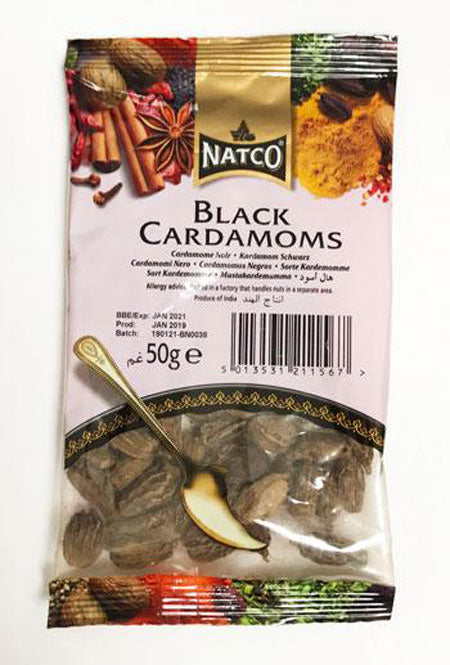 NATCO
BLACK
CARDAMOMS
Cardamome Noir • Kardamom Schwarz
Cardamomi Nero • Cardamomos Negros • Sorte Kardemomme
Sort Kardemomme • Mustakardemumma • هال أسود
Allergy advice: in a factory that handles nuts in a separate area.
Produce of India انتاج الهند
BBE/Exp: JAN 2021
Prod: JAN 2019
Batch: 190121-BN0038
50g e غم
5 013531 211567 >